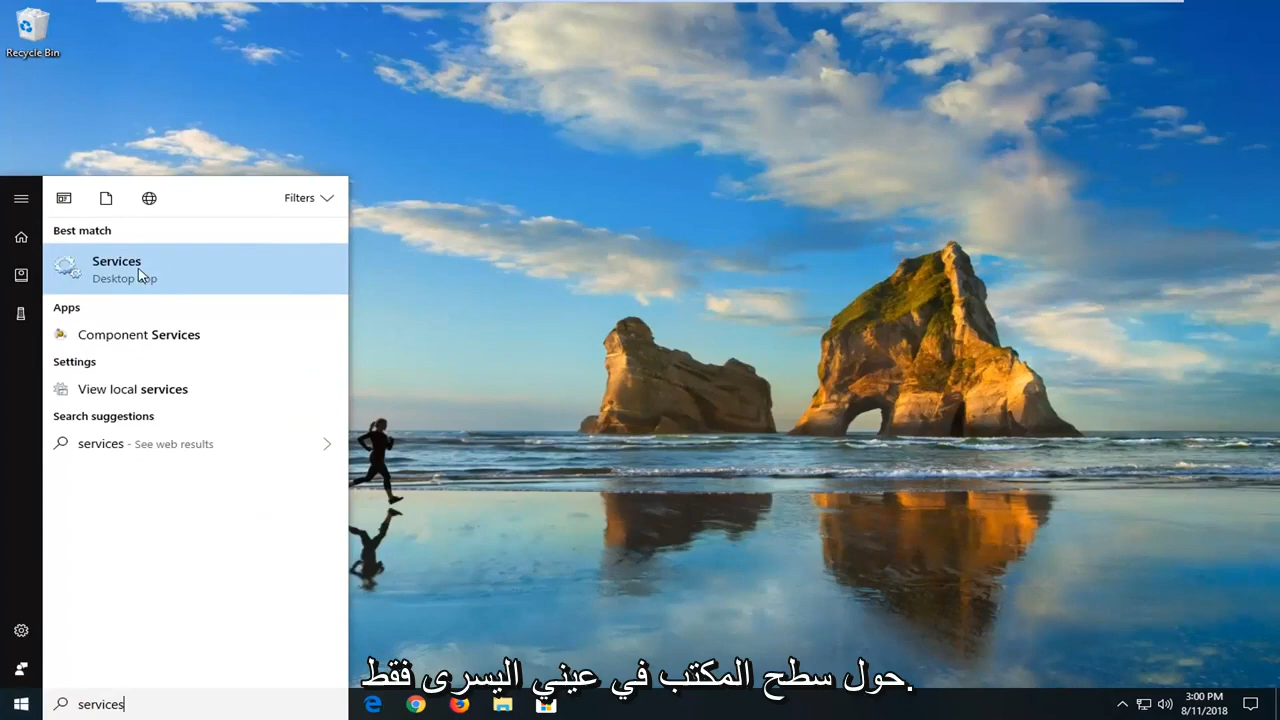 Recycle Bin
Filters
Best match
Services
Desktop app
Apps
Component Services
Settings
View local services
Search suggestions
services - See web results
حول سطح المكتب في عيني اليسرى فقط.
services
3:00 PM
8/11/2018